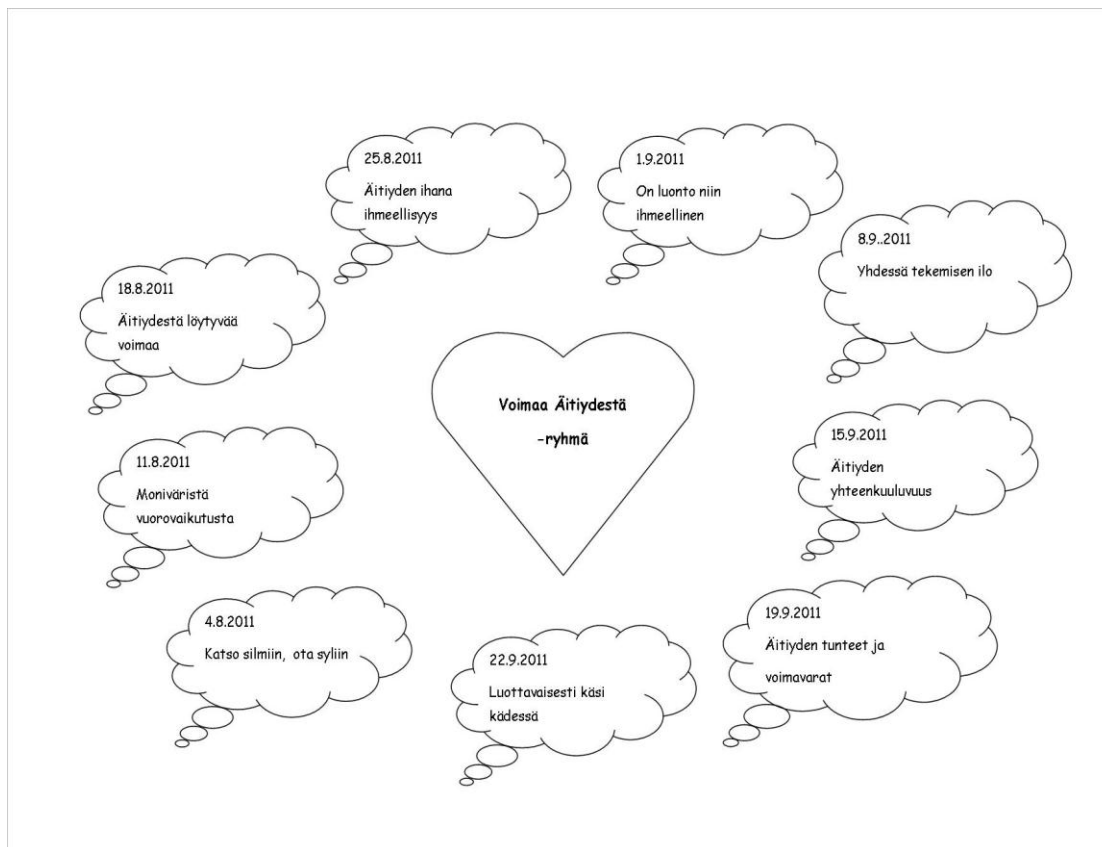 25.8.2011
Äitiyden ihana
ihmeellisyys
1.9.2011
On luonto niin
ihmeellinen
8.9..2011
Yhdessä tekemisen ilo
18.8.2011
Äitiydestä löytyvää
voimaa
Voimaa Äitiydestä
-ryhmä
15.9.2011
Äitiyden
yhteenkuuluvuus
11.8.2011
Moniväristä
vuorovaikutusta
4.8.2011
Katso silmiin, ota syliin
22.9.2011
Luottavaisesti käsi
kädessä
19.9.2011
Äitiyden tunteet ja
voimavarat